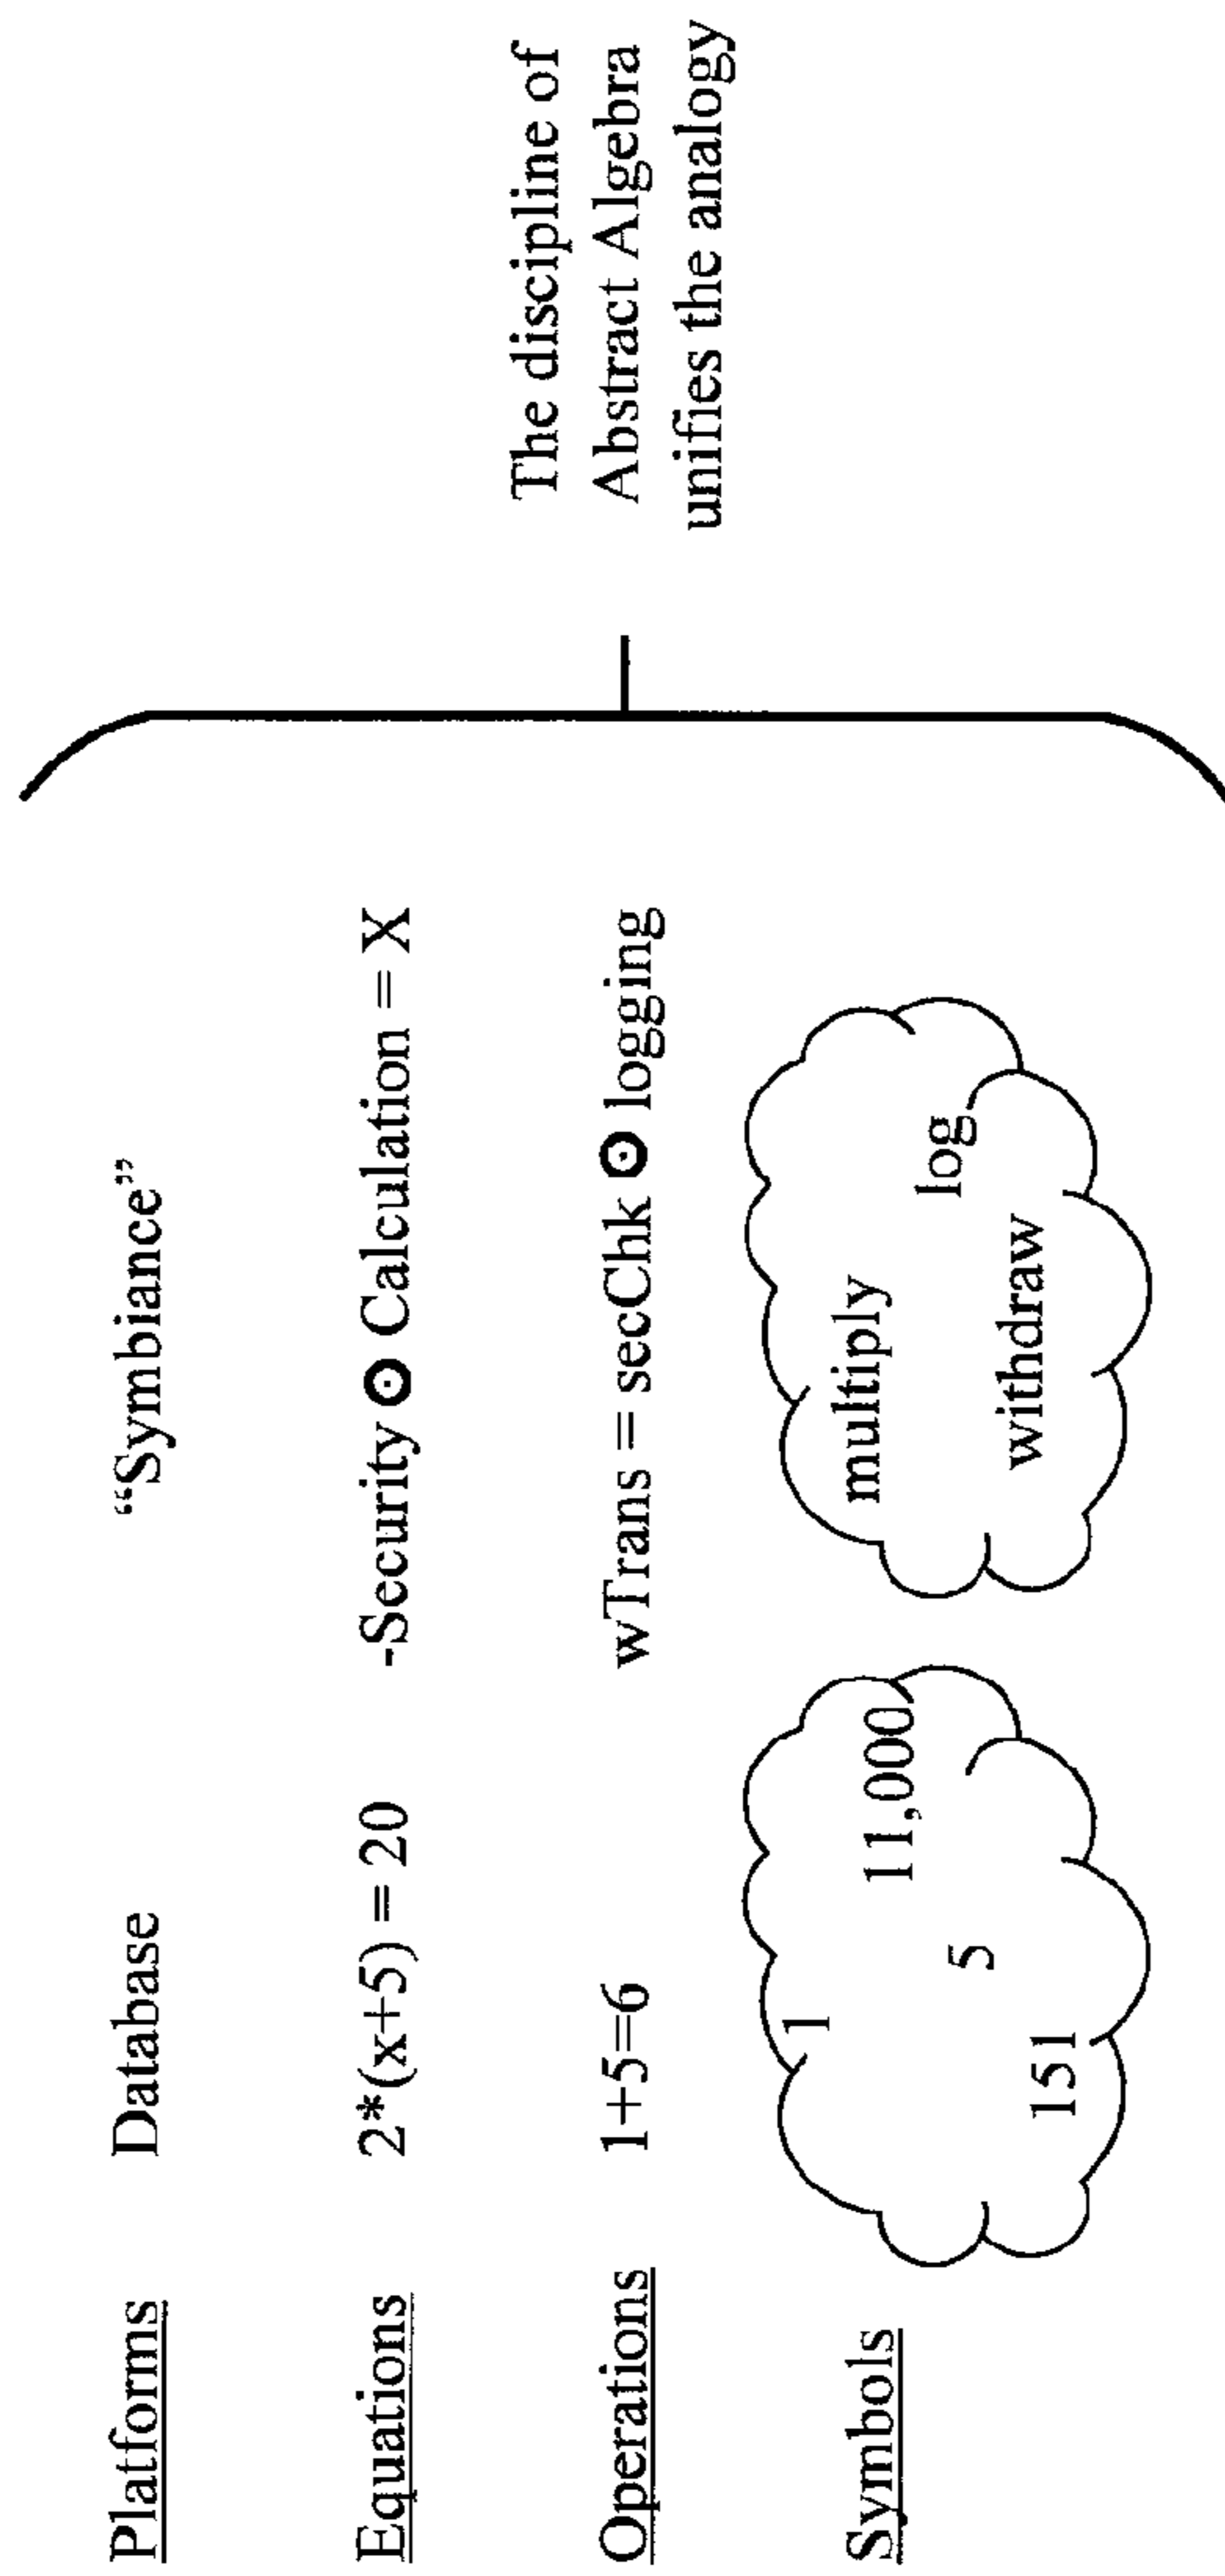 Platforms Database “Symbiance”
Equations 2*(x+5) = 20 -Security ⊙ Calculation = X
Operations 1+5=6 wTrans = secChk ⊙ logging
Symbols
1
11,000
5
151
multiply
log
withdraw
The discipline of
Abstract Algebra
unifies the analogy